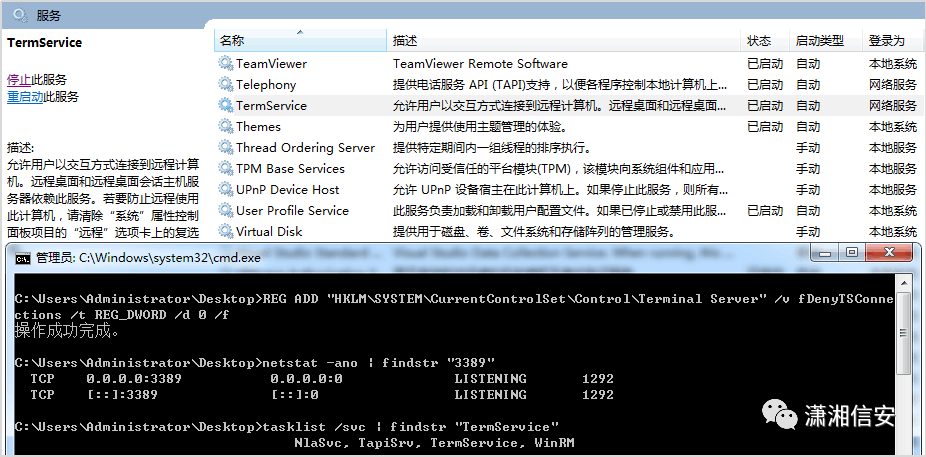 服务
TermService
停止此服务
重启动此服务
描述:
允许用户以交互方式连接到远程计算
机。远程桌面和远程桌面会话主机服
务器依赖此服务。若要防止远程使用
此计算机，请清除“系统”属性控制
面板项目的“远程”选项卡上的复选
名称 描述 状态 启动类型 登录为
TeamViewer TeamViewer Remote Software 已启动 自动 本地系统
Telephony 提供电话服务 API (TAPI)支持，以便各程序控制本地计算机上... 已启动 自动 网络服务
TermService 允许用户以交互方式连接到远程计算机。远程桌面和远程桌面... 已启动 自动 网络服务
Themes 为用户提供使用主题管理的体验。 已启动 自动 本地系统
Thread Ordering Server 提供特定期间内一组线程的排序执行。 手动 本地服务
TPM Base Services 允许访问受信任的平台模块(TPM)，该模块向系统组件和应用... 手动 本地服务
UPnP Device Host 允许 UPnP 设备宿主在此计算机上。如果停止此服务，则所有... 手动 本地服务
User Profile Service 此服务负责加载和卸载用户配置文件。如果已停止或禁用此服... 已启动 自动 本地系统
Virtual Disk 提供用于磁盘、卷、文件系统和存储阵列的管理服务。 手动 本地系统
管理员: C:\Windows\system32\cmd.exe
C:\Users\Administrator\Desktop>REG ADD "HKLM\SYSTEM\CurrentControlSet\Control\Terminal Server" /v fDenyTSConne
ctions /t REG_DWORD /d 0 /f
操作成功完成。
C:\Users\Administrator\Desktop>netstat -ano | findstr "3389"
TCP 0.0.0.0:3389 0.0.0.0:0 LISTENING 1292
TCP [::]:3389 [::]:0 LISTENING 1292
C:\Users\Administrator\Desktop>tasklist /svc | findstr "TermService"
NlaSvc, TapiSrv, TermService, WinRM
潇湘信安